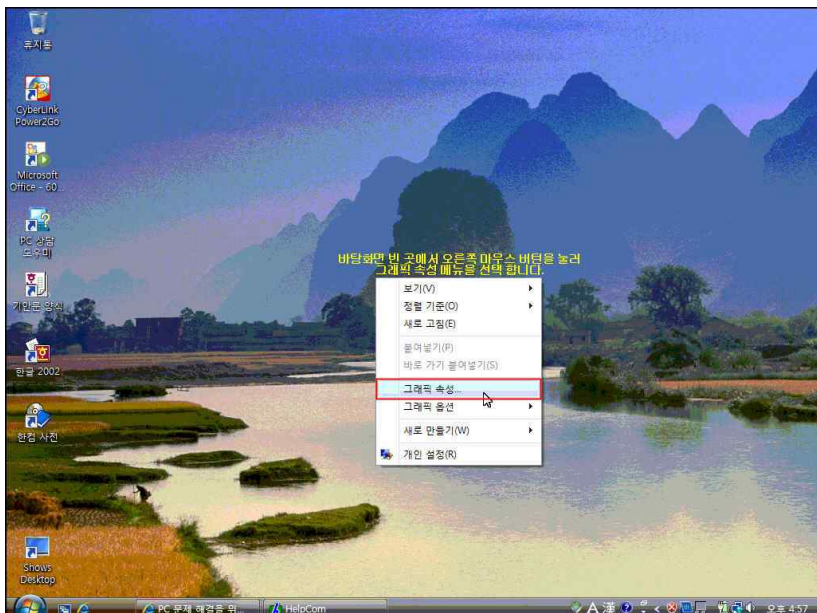 휴지통
CyberLink
Power2Go
Microsoft
Office - 60...
PC 상담
도우미
기안문 양식
한글 2002
한컴 사전
Shows
Desktop
바탕화면 빈 곳에서 오른쪽 마우스 버턴을 눌러
그래픽 속성 메뉴을 선택 합니다.
보기(V)
정렬 기준(O)
새로 고침(E)
붙여넣기(P)
바로 가기 붙여넣기(S)
그래픽 속성...
그래픽 옵션
새로 만들기(W)
개인 설정(R)
PC 문제 해결을 위...
HelpCom
A 漢
오후 4:57